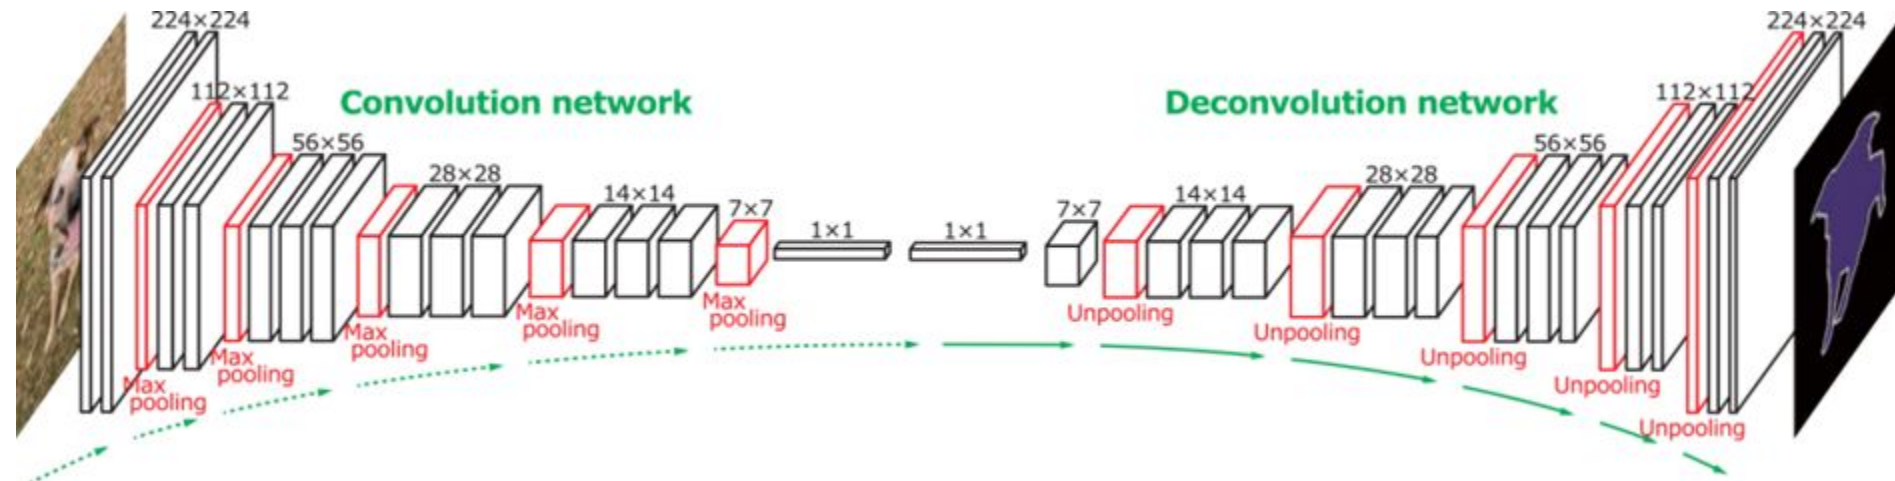 224×224
112×112
56×56
28×28
14×14
7×7
1×1
1×1
7×7
14×14
28×28
56×56
112×112
224×224
Convolution network
Deconvolution network
Max
pooling
Max
pooling
Max
pooling
Max
pooling
Max
pooling
Unpooling
Unpooling
Unpooling
Unpooling
Unpooling